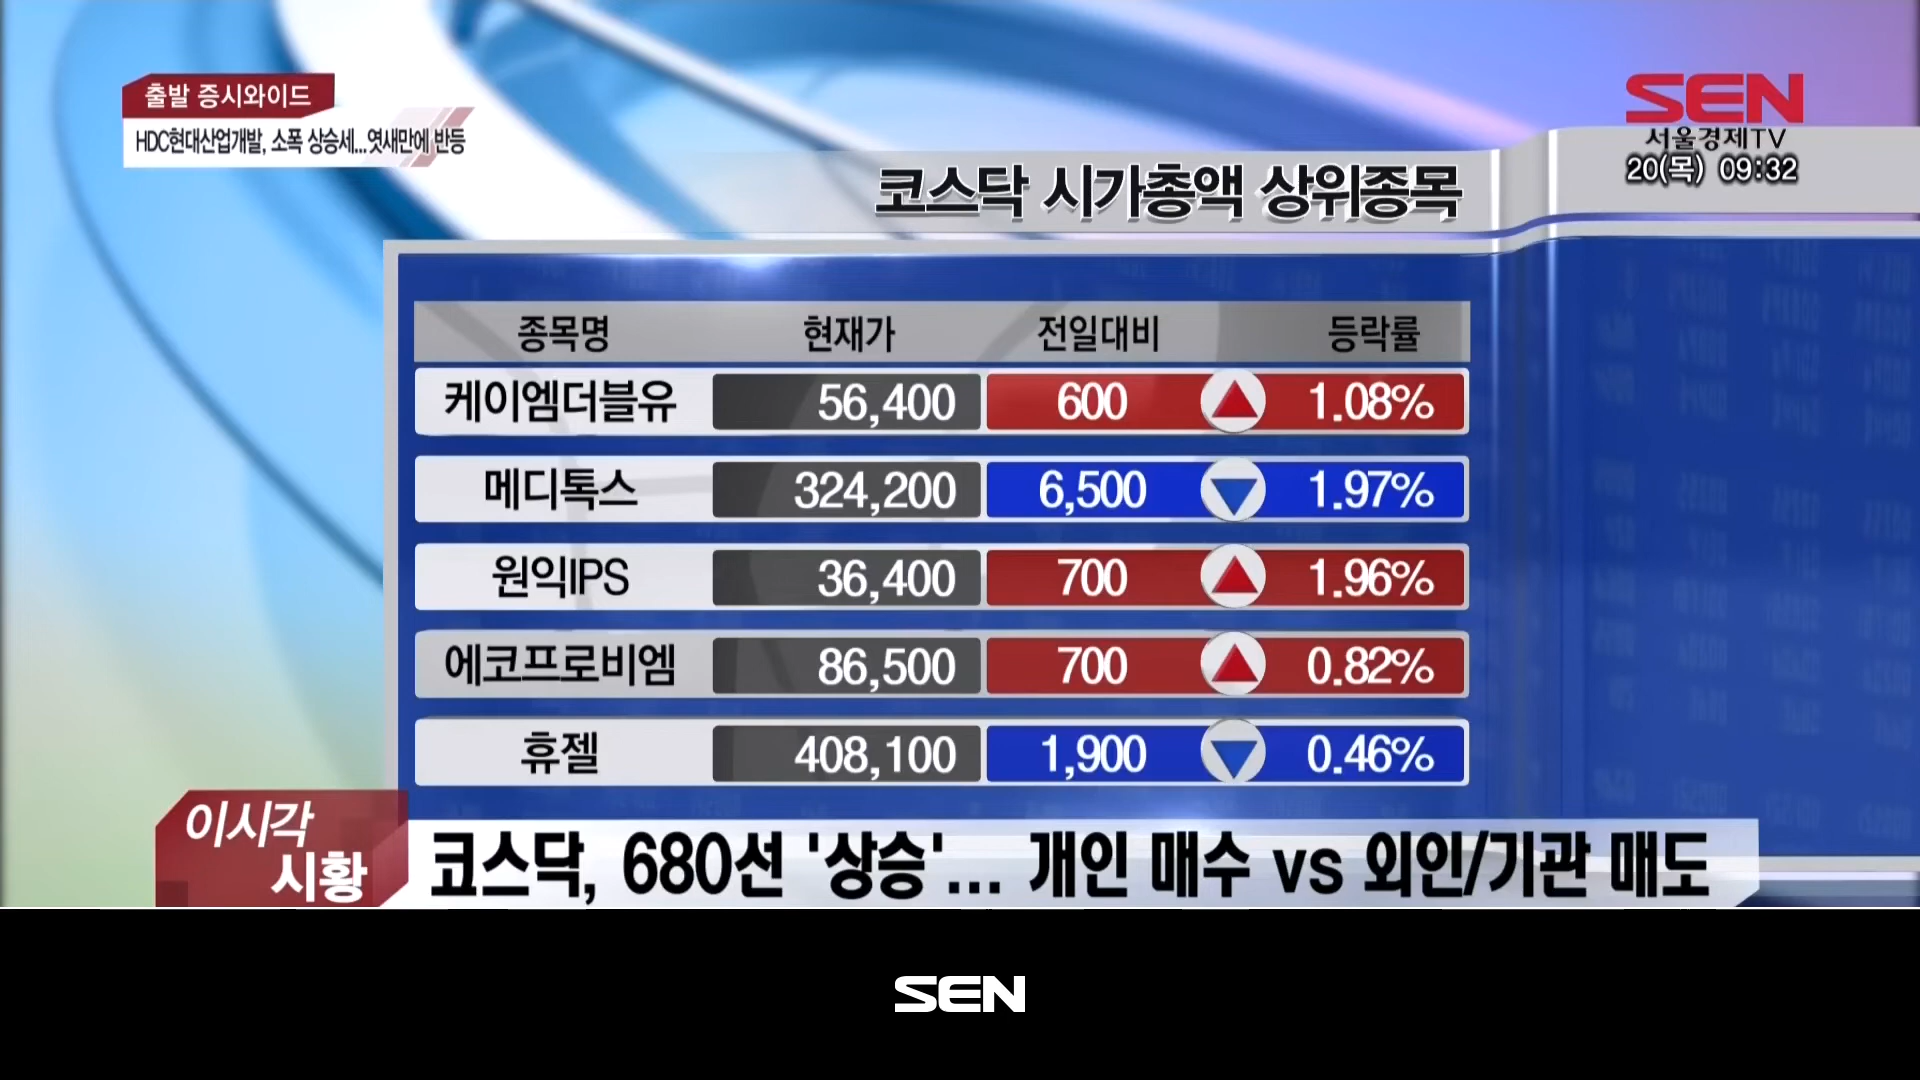 출발 증시와이드
HDC현대산업개발, 소폭 상승세...엿새만에 반등
SEN
서울경제TV
20(목) 09:32
코스닥 시가총액 상위종목
종목명 현재가 전일대비 등락률
케이엠더블유 56,400 600 ▲ 1.08%
메디톡스 324,200 6,500 ▼ 1.97%
원익IPS 36,400 700 ▲ 1.96%
에코프로비엠 86,500 700 ▲ 0.82%
휴젤 408,100 1,900 ▼ 0.46%
이시각
시황
코스닥, 680선 '상승'... 개인 매수 vs 외인/기관 매도
SEN